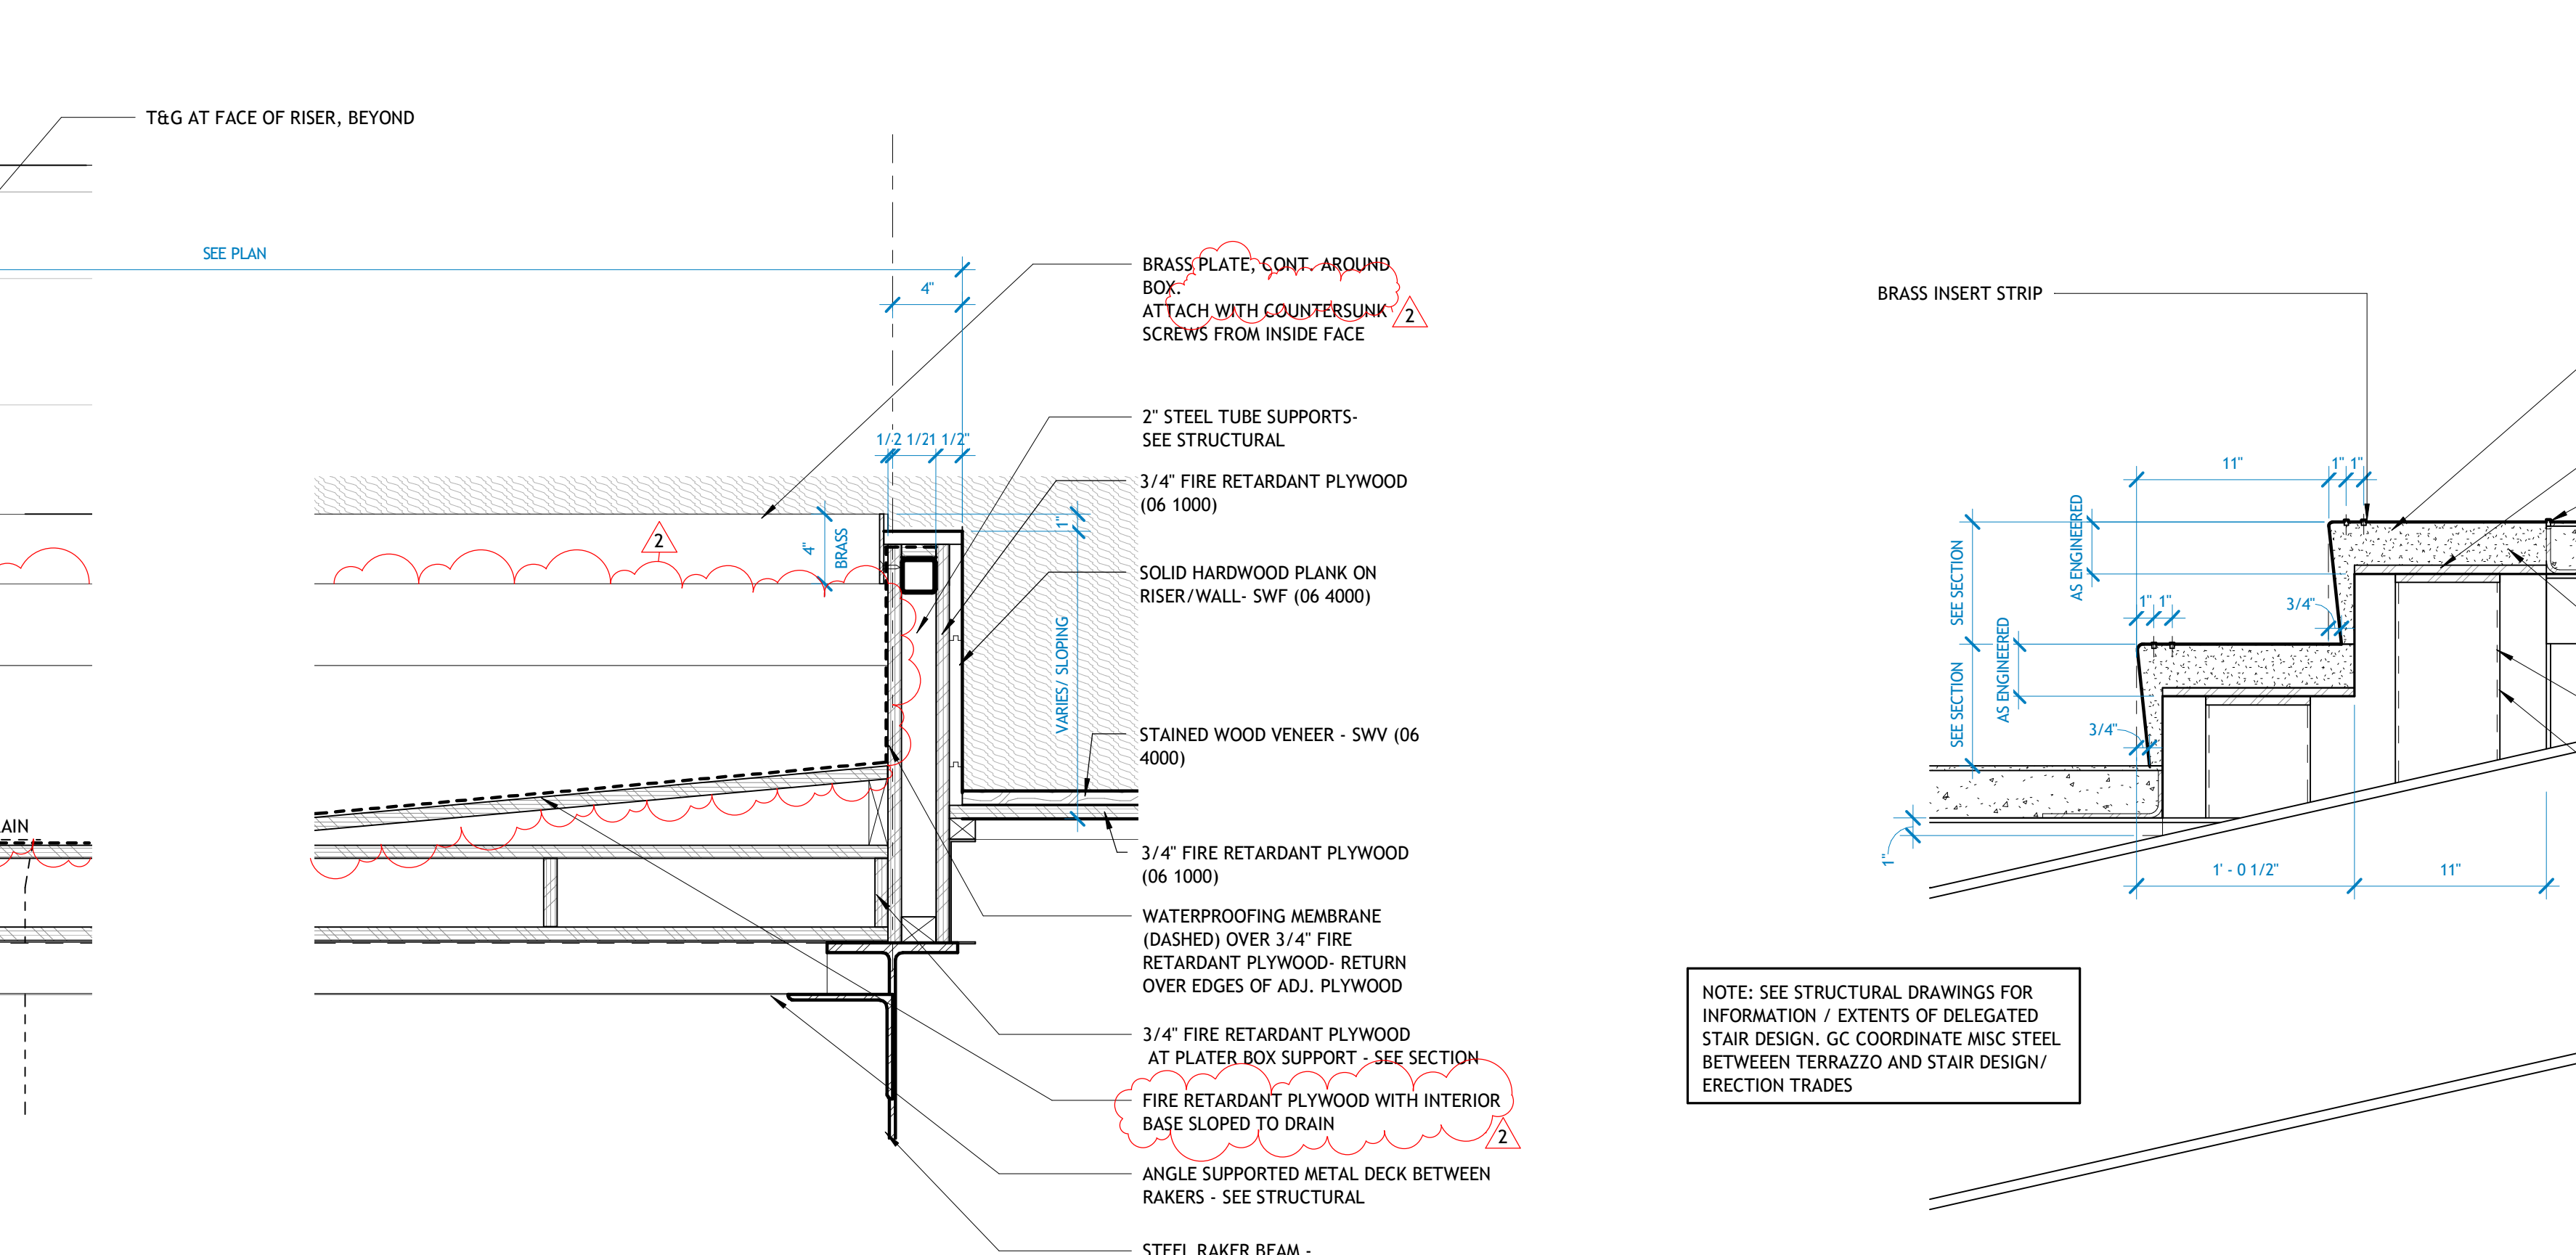 T&G AT FACE OF RISER, BEYOND
SEE PLAN
4"
BRASS PLATE, CONT. AROUND
BOX.
ATTACH WITH COUNTERSUNK
SCREWS FROM INSIDE FACE
2
2" STEEL TUBE SUPPORTS-
SEE STRUCTURAL
1/2 1/2 1 1/2"
3/4" FIRE RETARDANT PLYWOOD
(06 1000)
1"
2
4"
BRASS
SOLID HARDWOOD PLANK ON
RISER/WALL- SWF (06 4000)
VARIES/ SLOPING
STAINED WOOD VENEER - SWV (06
4000)
AIN
3/4" FIRE RETARDANT PLYWOOD
(06 1000)
WATERPROOFING MEMBRANE
(DASHED) OVER 3/4" FIRE
RETARDANT PLYWOOD- RETURN
OVER EDGES OF ADJ. PLYWOOD
3/4" FIRE RETARDANT PLYWOOD
AT PLATER BOX SUPPORT - SEE SECTION
FIRE RETARDANT PLYWOOD WITH INTERIOR
BASE SLOPED TO DRAIN
2
ANGLE SUPPORTED METAL DECK BETWEEN
RAKERS - SEE STRUCTURAL
STEEL RAKER BEAM -
BRASS INSERT STRIP
11"
1" 1"
AS ENGINEERED
SEE SECTION
3/4"
1" 1"
AS ENGINEERED
SEE SECTION
3/4"
1"
1' - 0 1/2"
11"
NOTE: SEE STRUCTURAL DRAWINGS FOR
INFORMATION / EXTENTS OF DELEGATED
STAIR DESIGN. GC COORDINATE MISC STEEL
BETWEEEN TERRAZZO AND STAIR DESIGN/
ERECTION TRADES